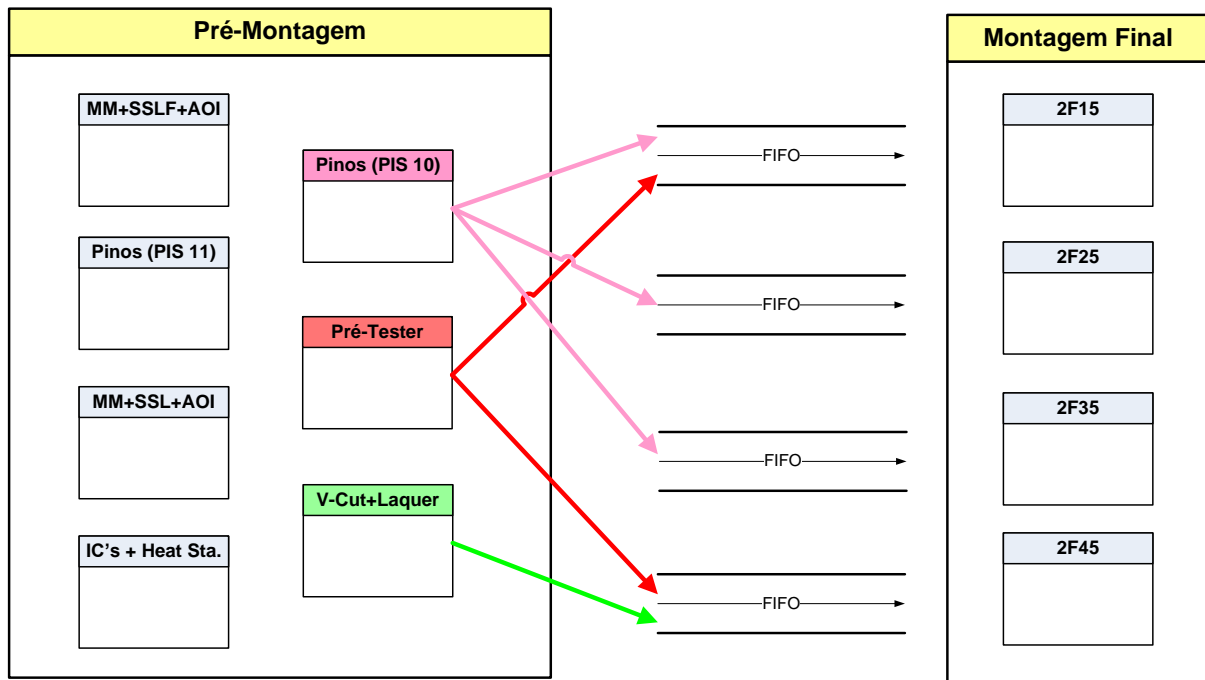 Pré-Montagem
MM+SSLF+AOI
Pinos (PIS 11)
MM+SSL+AOI
IC's + Heat Sta.
Pinos (PIS 10)
Pré-Tester
V-Cut+Laquer
FIFO
FIFO
FIFO
FIFO
Montagem Final
2F15
2F25
2F35
2F45